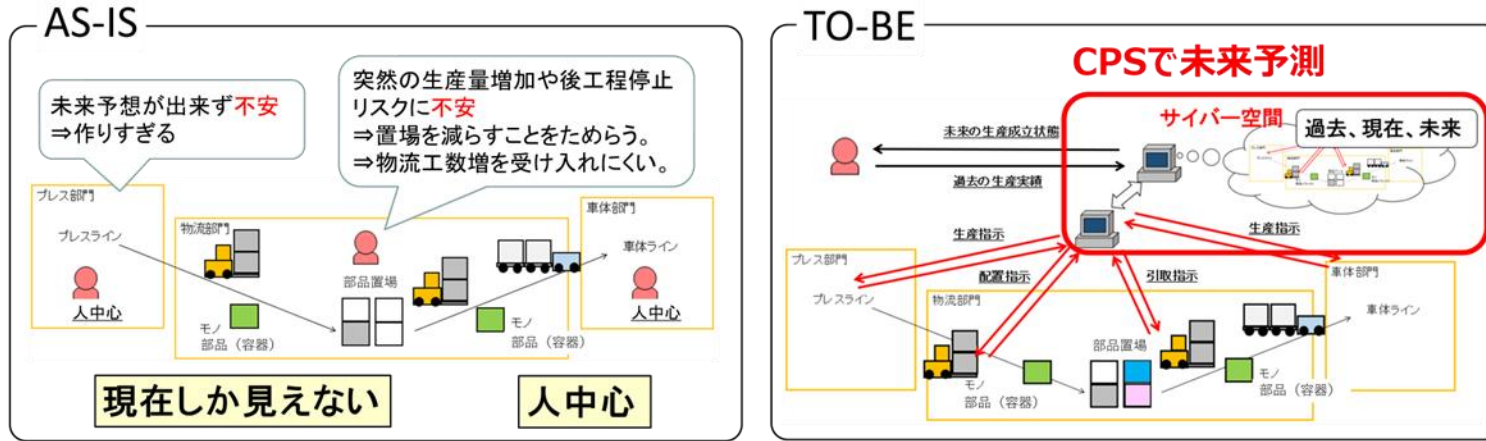 AS-IS
未来予想が出来ず不安
⇒作りすぎる
突然の生産量増加や後工程停止
リスクに不安
⇒置場を減らすことをためらう。
⇒物流工数増を受け入れにくい。
プレス部門
プレスライン
人中心
物流部門
部品置場
モノ
部品（容器）
モノ
部品（容器）
車体部門
車体ライン
人中心
現在しか見えない
人中心
TO-BE
CPSで未来予測
サイバー空間
過去、現在、未来
未来の生産成立状態
過去の生産実績
生産指示
生産指示
配置指示
引取指示
プレス部門
プレスライン
物流部門
部品置場
モノ
部品（容器）
モノ
部品（容器）
車体部門
車体ライン